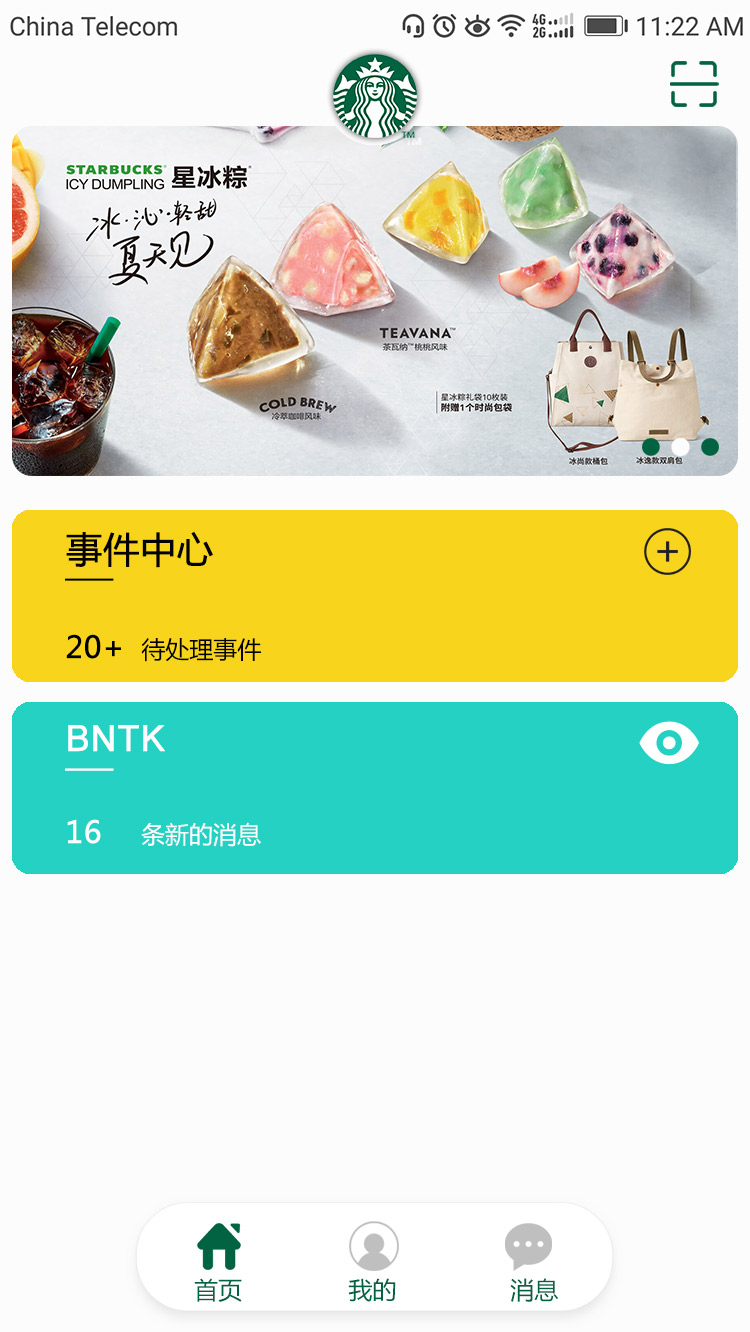 China Telecom
4G
2G
11:22 AM
TM
STARBUCKS®
ICY DUMPLING 星冰粽
冰·沁·轻甜
夏天见
TEAVANA™
茶瓦纳™桃桃风味
COLD BREW
冷萃咖啡风味
星冰粽礼袋10枚装
附赠1个时尚包袋
冰尚款桶包
冰逸款双肩包
事件中心
20+ 待处理事件
BNTK
16 条新的消息
首页 我的 消息